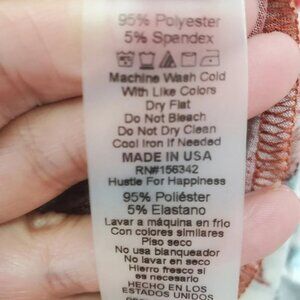 95% Polyester
5% Spandex
Machine Wash Cold
With Like Colors
Dry Flat
Do Not Bleach
Do Not Dry Clean
Cool Iron if Needed
MADE IN USA
RN#156342
Hustle For Happiness
95% Poliéster
5% Elastano
Lavar a máquina en frio
Con colores similares
Piso seco
No usa blanqueador
No lavar en seco
Hierro fresco si
es necesario
HECHO EN LOS
ESTADOS UNIDOS